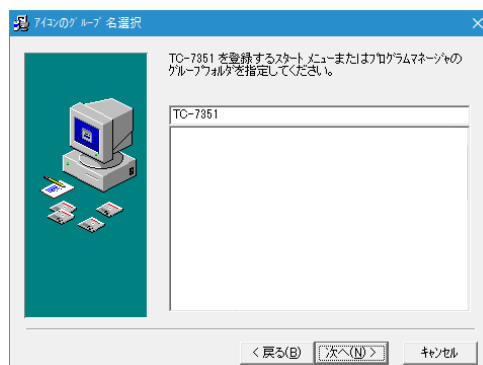 ｱｲｺﾝのｸﾞﾙｰﾌﾟ名選択
TC-7351 を登録するｽﾀｰﾄ ﾒﾆｭｰまたはﾌﾟﾛｸﾞﾗﾑﾏﾈｰｼﾞｬの
ｸﾞﾙｰﾌﾟﾌｫﾙﾀﾞを指定してください。
TC-7351
< 戻る(B)
次へ(N) >
ｷｬﾝｾﾙ